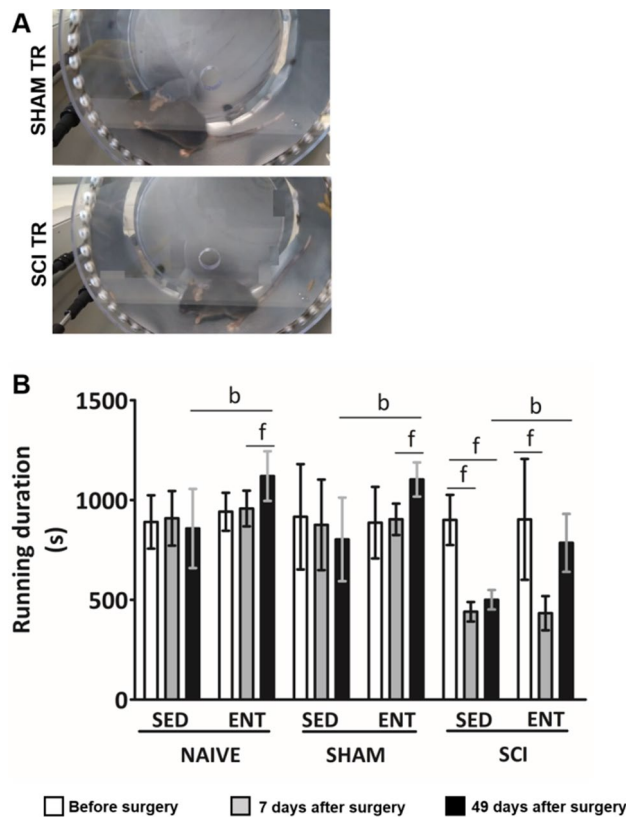 A
SHAM TR
SCI TR
B
b
b
b
f
f
f
f
f
1500
1000
500
0
Running duration
(s)
SED ENT SED ENT SED ENT
NAIVE SHAM SCI
Before surgery 7 days after surgery 49 days after surgery